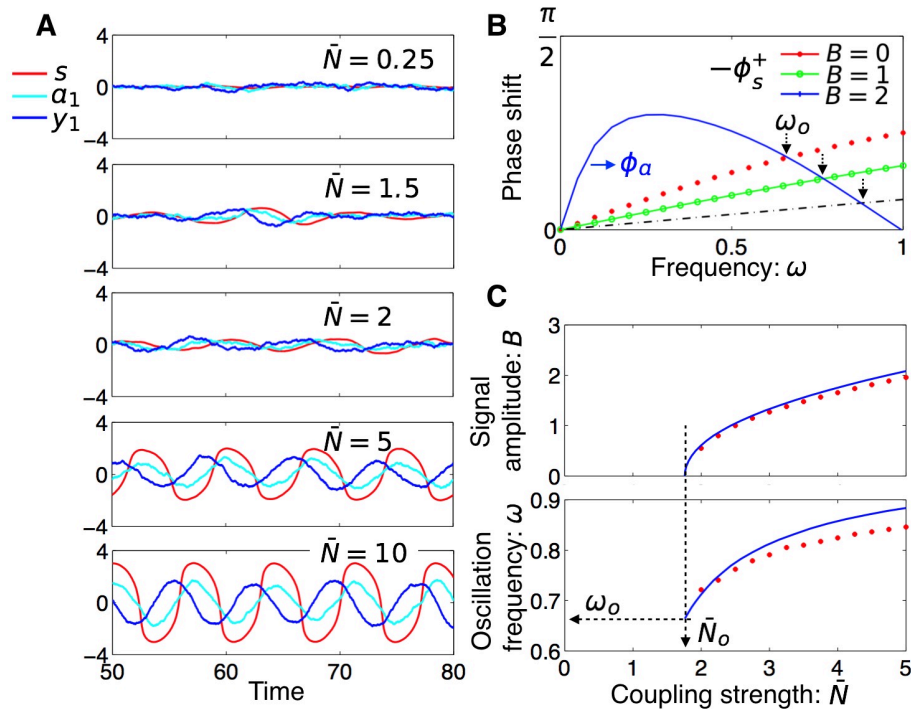 A
4
0
-4
N̄ = 0.25
s
a₁
y₁
4
0
-4
N̄ = 1.5
4
0
-4
N̄ = 2
4
0
-4
N̄ = 5
4
0
-4
N̄ = 10
50
60
70
80
Time
B
π
2
0
Phase shift
−ϕₛ⁺
B = 0
B = 1
B = 2
ωₒ
→ ϕₐ
0
0.5
1
Frequency: ω
C
3
2
1
0
Signal
amplitude: B
0.9
0.8
0.7
0.6
Oscillation
frequency: ω
ωₒ
N̄ₒ
0
1
2
3
4
5
Coupling strength: N̄